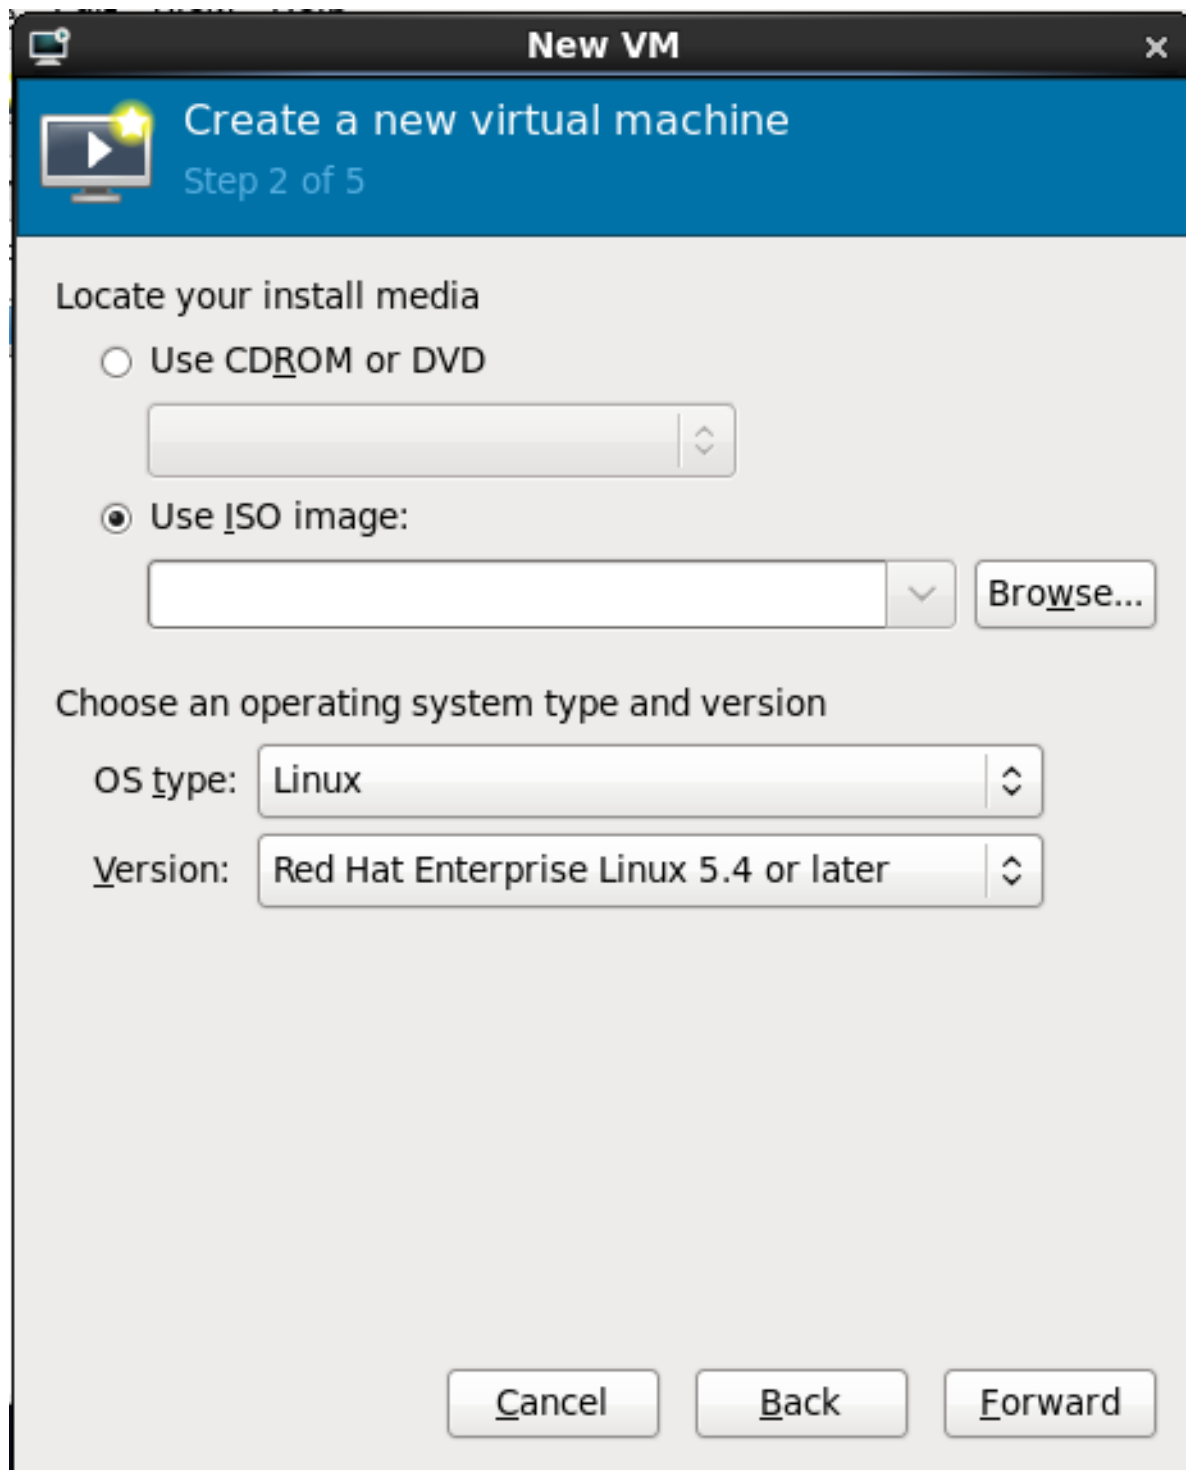 New VM
Create a new virtual machine
Step 2 of 5
Locate your install media
Use CDROM or DVD
Use ISO image:
Browse...
Choose an operating system type and version
OS type: Linux
Version: Red Hat Enterprise Linux 5.4 or later
Cancel Back Forward